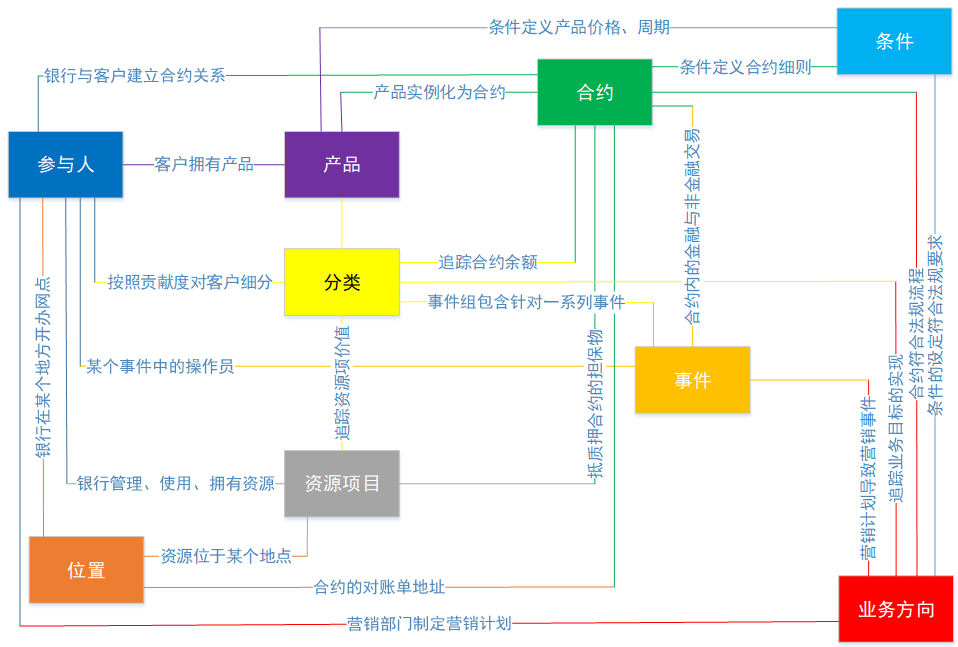 条件定义产品价格、周期
条件
银行与客户建立合约关系
条件定义合约细则
产品实例化为合约
合约
参与人
客户拥有产品
产品
合约内的金融与非金融交易
追踪合约余额
按照贡献度对客户细分
分类
事件组包含针对一系列事件
合约符合法规流程
条件的设定符合法规要求
银行在某个地方开办网点
某个事件中的操作员
追踪资源项价值
抵质押合约的担保物
事件
追踪业务目标的实现
营销计划导致营销事件
银行管理、使用、拥有资源
资源项目
资源位于某个地点
位置
合约的对账单地址
业务方向
营销部门制定营销计划